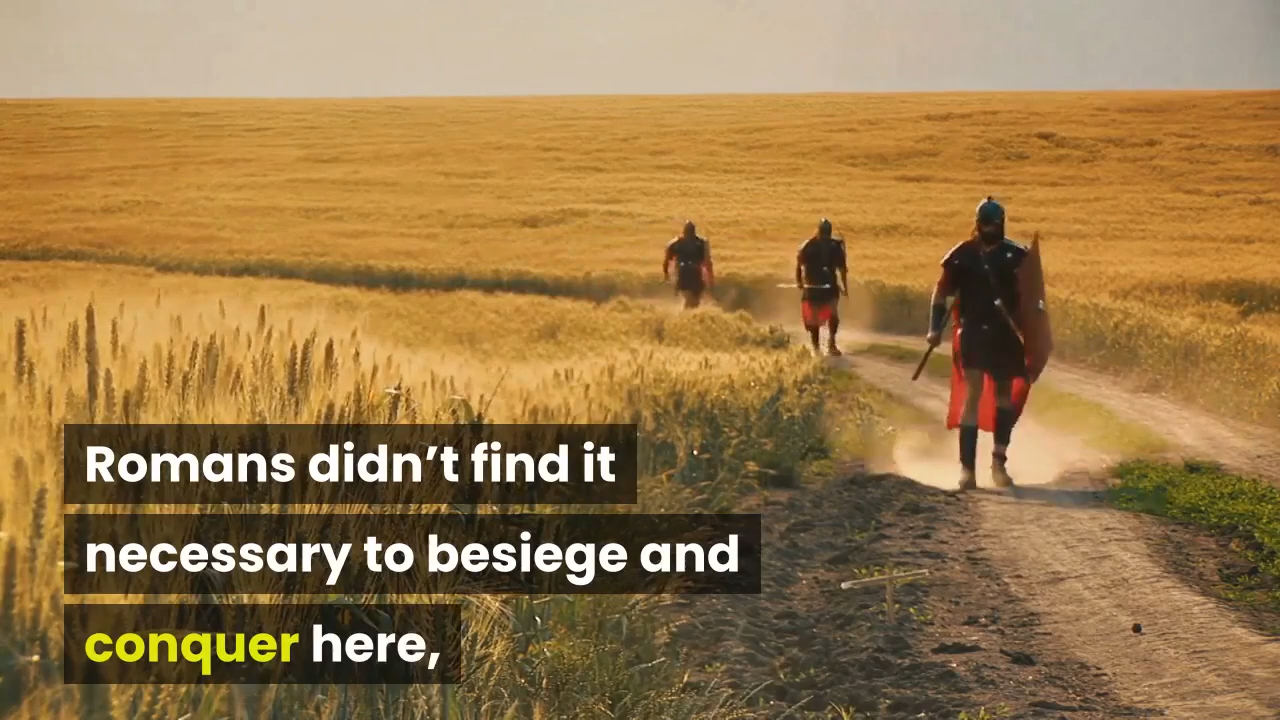 Romans didn’t find it
necessary to besiege and
conquer here,